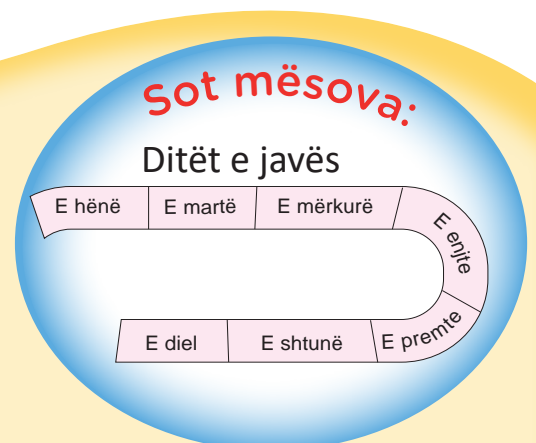 Sot mësova:
Ditët e javës
E hënë
E martë
E mërkurë
E enjte
E premte
E shtunë
E diel